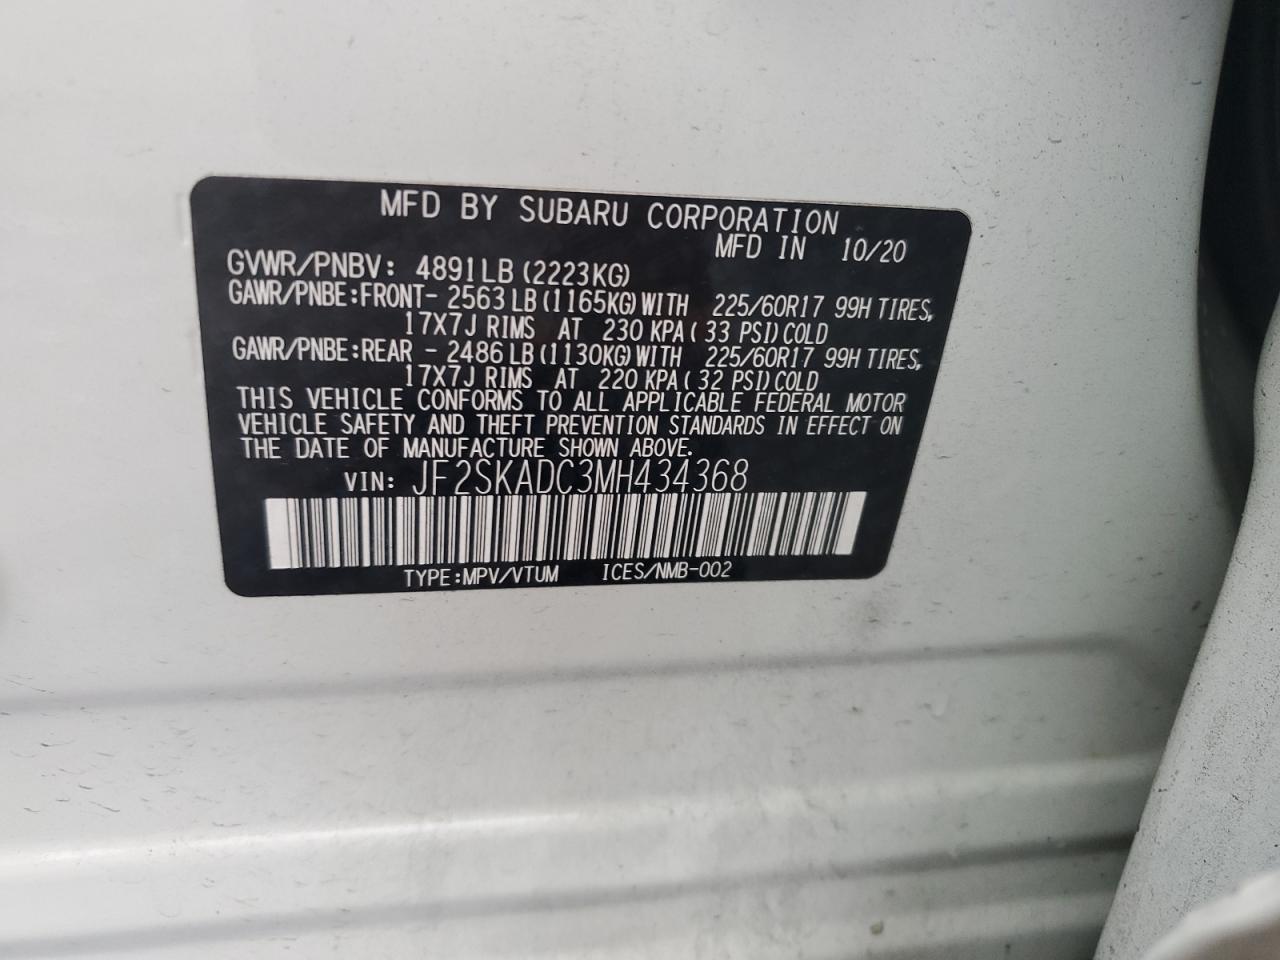 MFD BY SUBARU CORPORATION
MFD IN 10/20
GVWR/PNBV: 4891LB (2223KG)
GAWR/PNBE:FRONT- 2563LB(1165KG)WITH 225/60R17 99H TIRES,
17X7J RIMS AT 230 KPA( 33 PSI)COLD
GAWR/PNBE:REAR - 2486LB(1130KG)WITH 225/60R17 99H TIRES,
17X7J RIMS AT 220 KPA( 32 PSI)COLD
THIS VEHICLE CONFORMS TO ALL APPLICABLE FEDERAL MOTOR
VEHICLE SAFETY AND THEFT PREVENTION STANDARDS IN EFFECT ON
THE DATE OF MANUFACTURE SHOWN ABOVE.
VIN: JF2SKADC3MH434368
TYPE:MPV/VTUM ICES/NMB-002